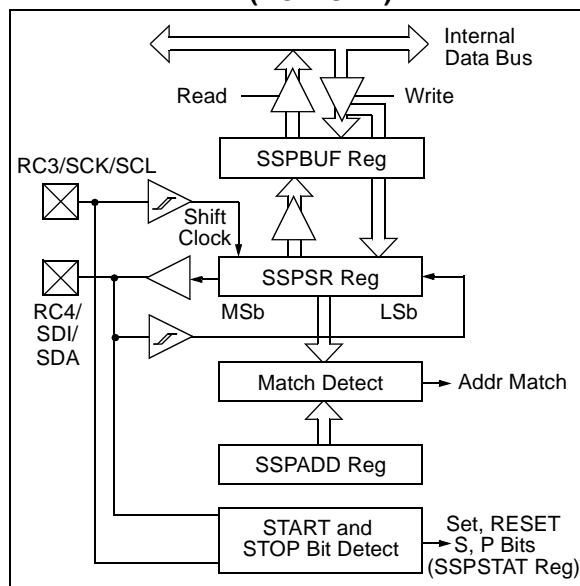 Internal
Data Bus
Read
Write
SSPBUF Reg
RC3/SCK/SCL
Shift
Clock
SSPSR Reg
MSb
LSb
RC4/
SDI/
SDA
Match Detect
Addr Match
SSPADD Reg
START and
STOP Bit Detect
Set, RESET
S, P Bits
(SSPSTAT Reg)